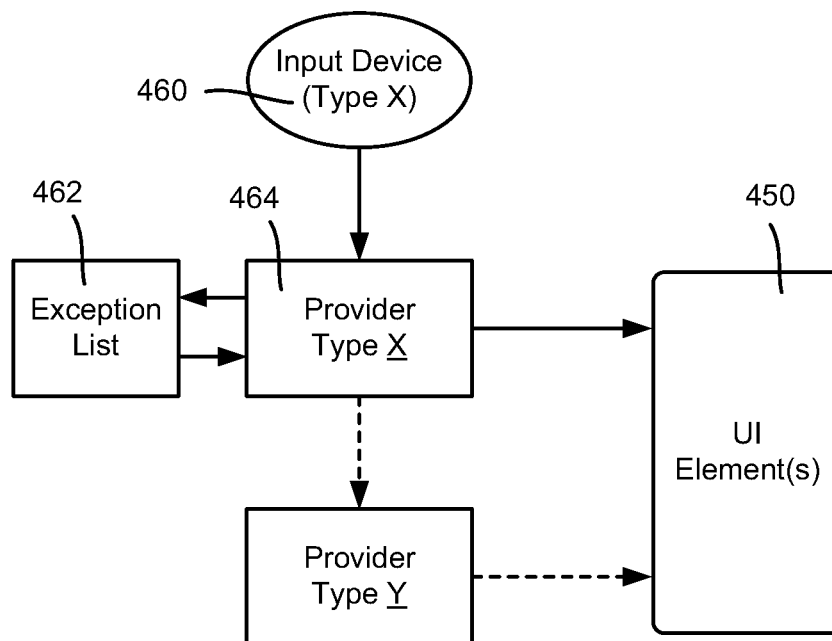 Input Device
(Type X)
460
462
464
450
Exception
List
Provider
Type X
UI
Element(s)
Provider
Type Y